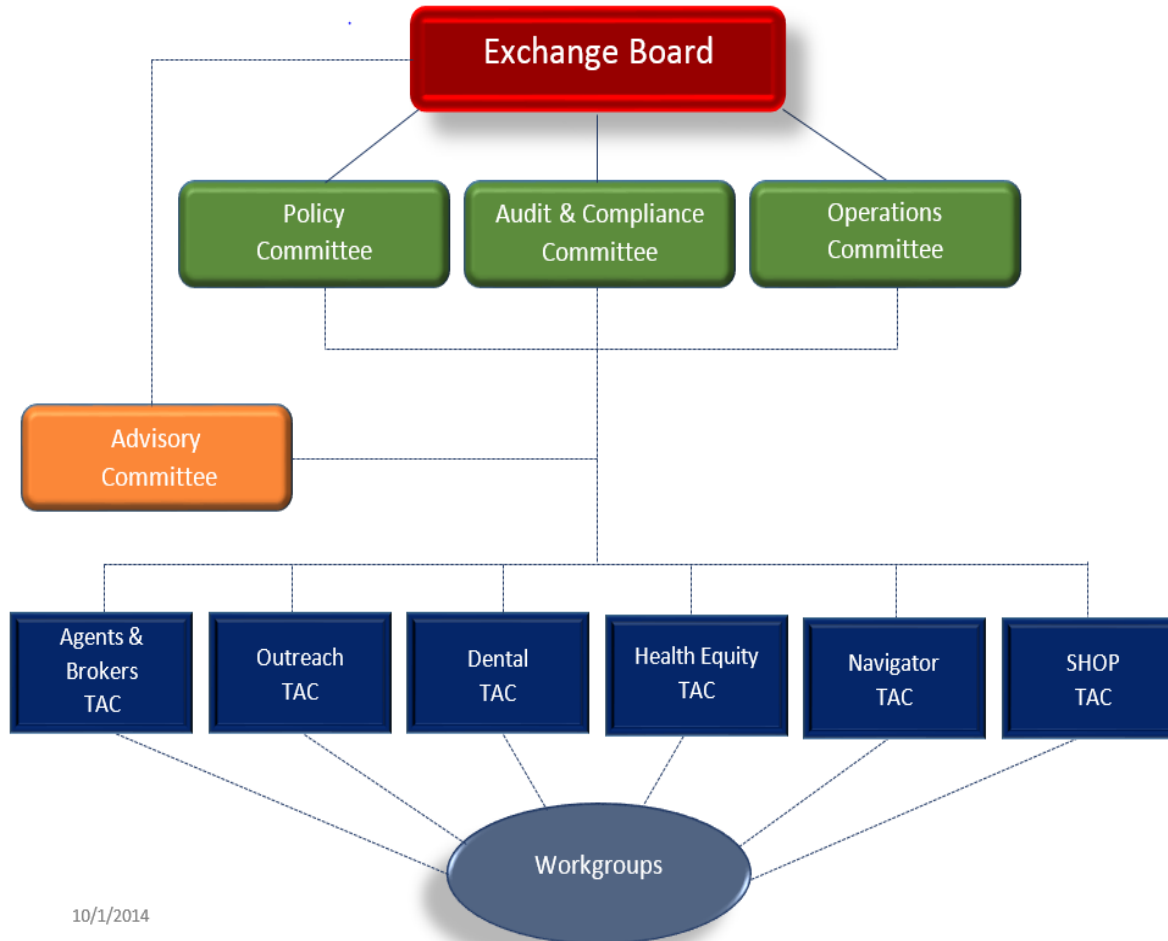 Exchange Board
Policy
Committee
Audit & Compliance
Committee
Operations
Committee
Advisory
Committee
Agents &
Brokers
TAC
Outreach
TAC
Dental
TAC
Health Equity
TAC
Navigator
TAC
SHOP
TAC
Workgroups
10/1/2014